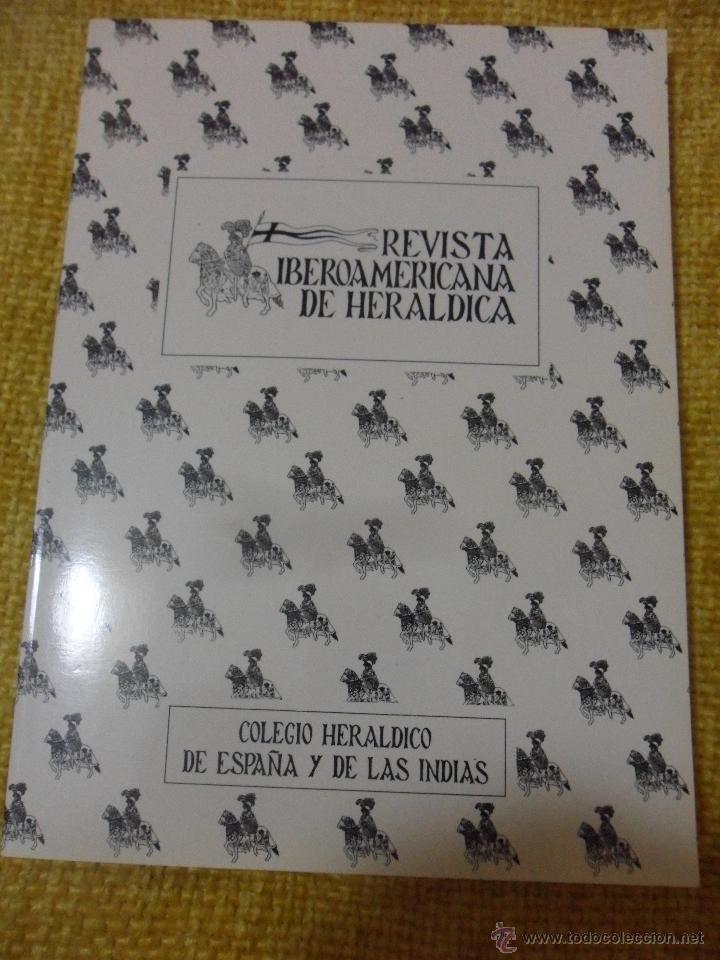 REVISTA
IBEROAMERICANA
DE HERALDICA
COLEGIO HERALDICO
DE ESPAÑA Y DE LAS INDIAS
www.todocoleccion.net